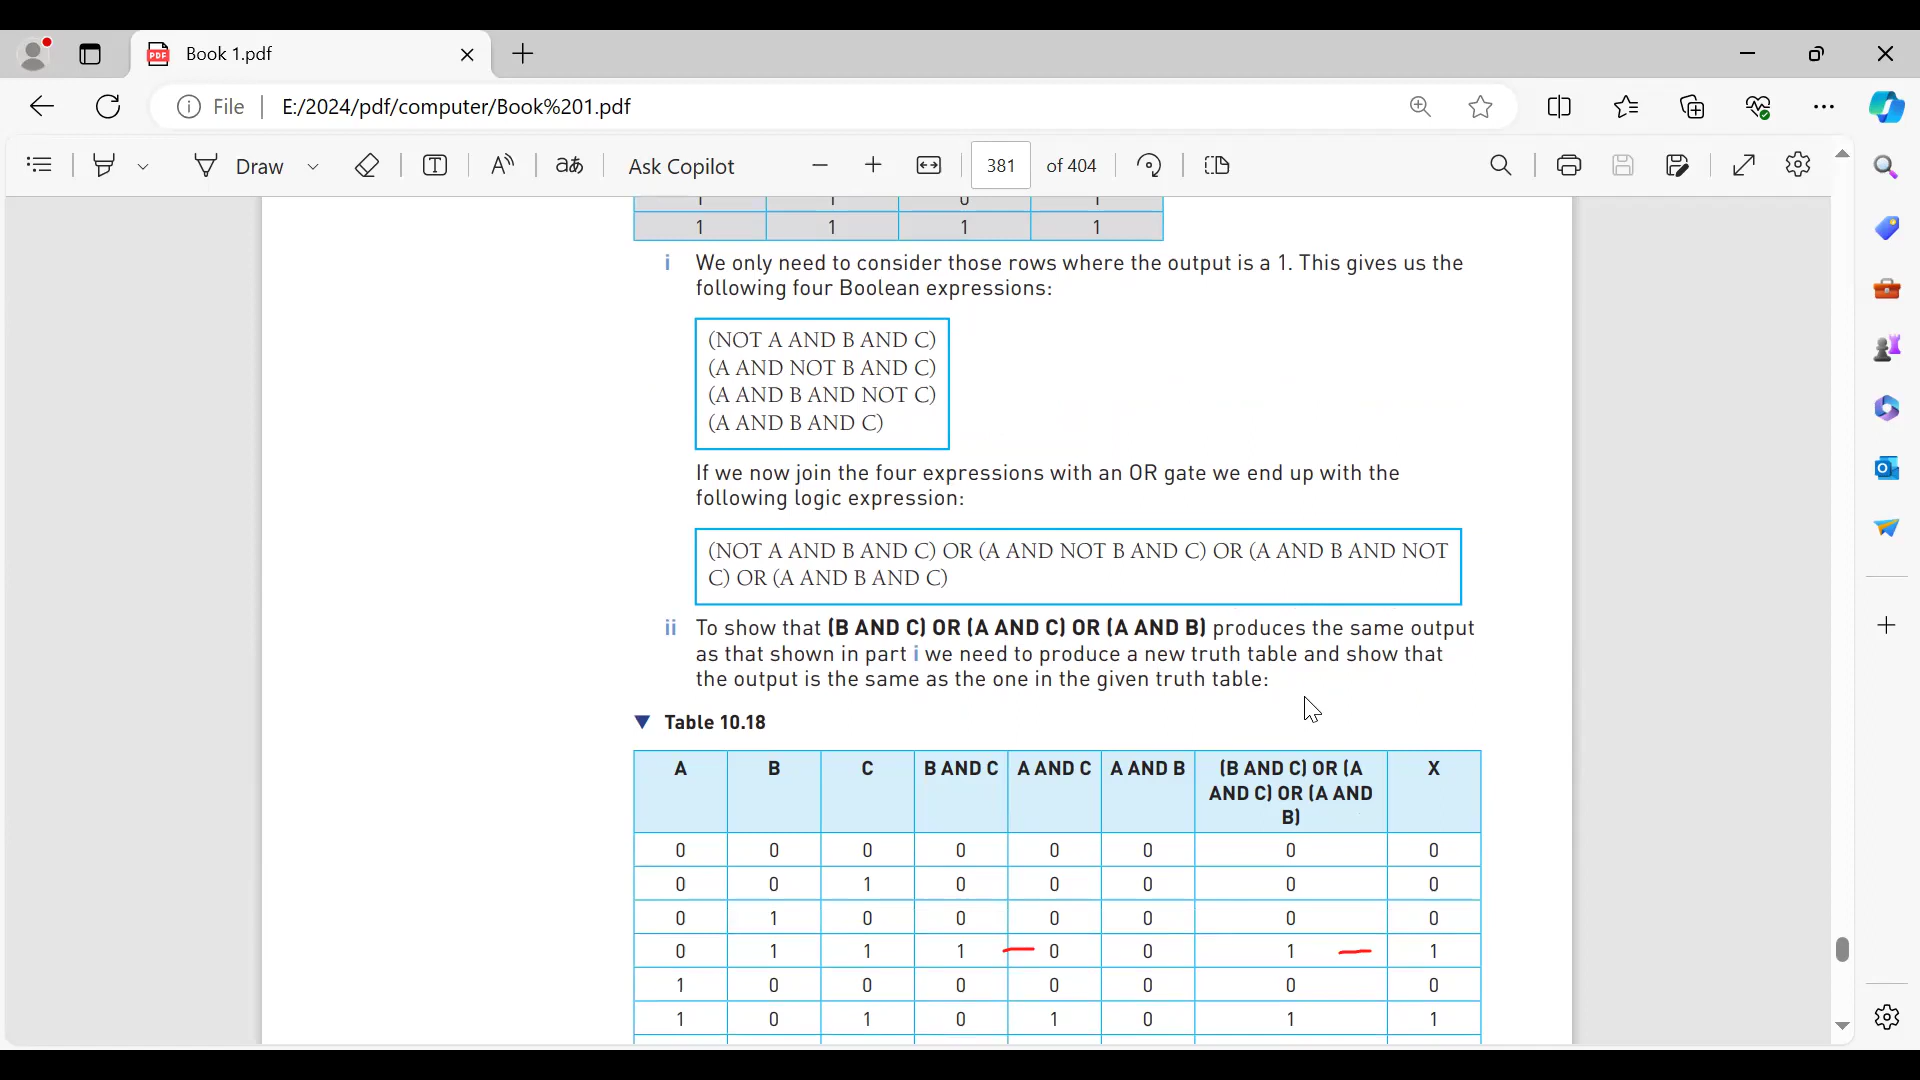 Book 1.pdf
File E:/2024/pdf/computer/Book%201.pdf
Draw Ask Copilot 381 of 404
1 1 0 1
1 1 1 1
i We only need to consider those rows where the output is a 1. This gives us the
following four Boolean expressions:
(NOT A AND B AND C)
(A AND NOT B AND C)
(A AND B AND NOT C)
(A AND B AND C)
If we now join the four expressions with an OR gate we end up with the
following logic expression:
(NOT A AND B AND C) OR (A AND NOT B AND C) OR (A AND B AND NOT
C) OR (A AND B AND C)
ii To show that (B AND C) OR (A AND C) OR (A AND B) produces the same output
as that shown in part i we need to produce a new truth table and show that
the output is the same as the one in the given truth table:
▼ Table 10.18
A B C B AND C A AND C A AND B (B AND C) OR (A X
AND C) OR (A AND
B)
0 0 0 0 0 0 0 0
0 0 1 0 0 0 0 0
0 1 0 0 0 0 0 0
0 1 1 1 0 0 1 1
1 0 0 0 0 0 0 0
1 0 1 0 1 0 1 1